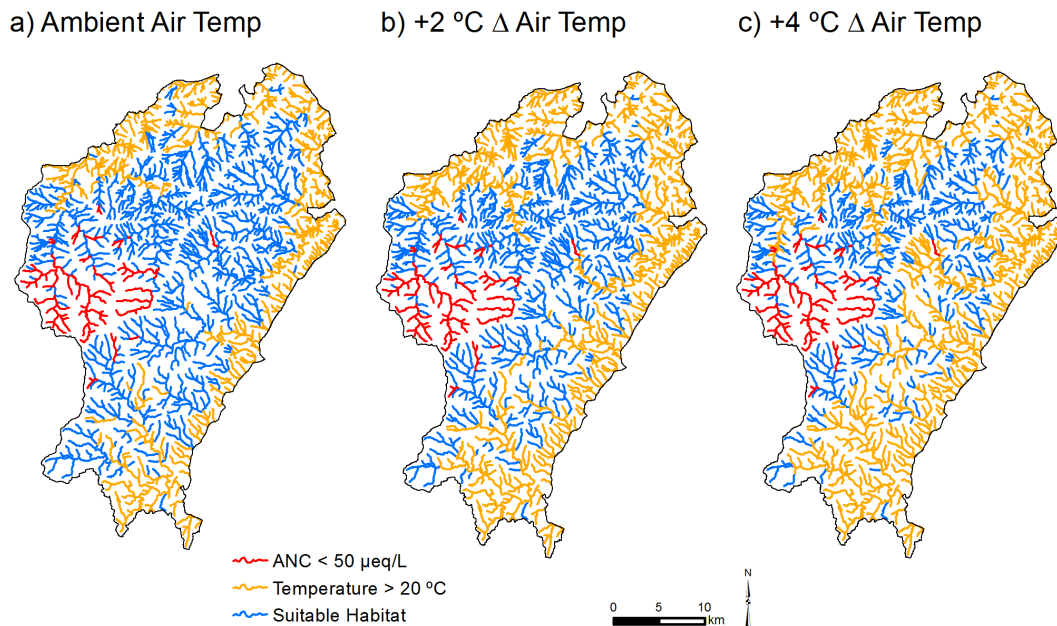 a) Ambient Air Temp
b) +2 ºC Δ Air Temp
c) +4 ºC Δ Air Temp
ANC < 50 µeq/L
Temperature > 20 ºC
Suitable Habitat
0 5 10
km
N